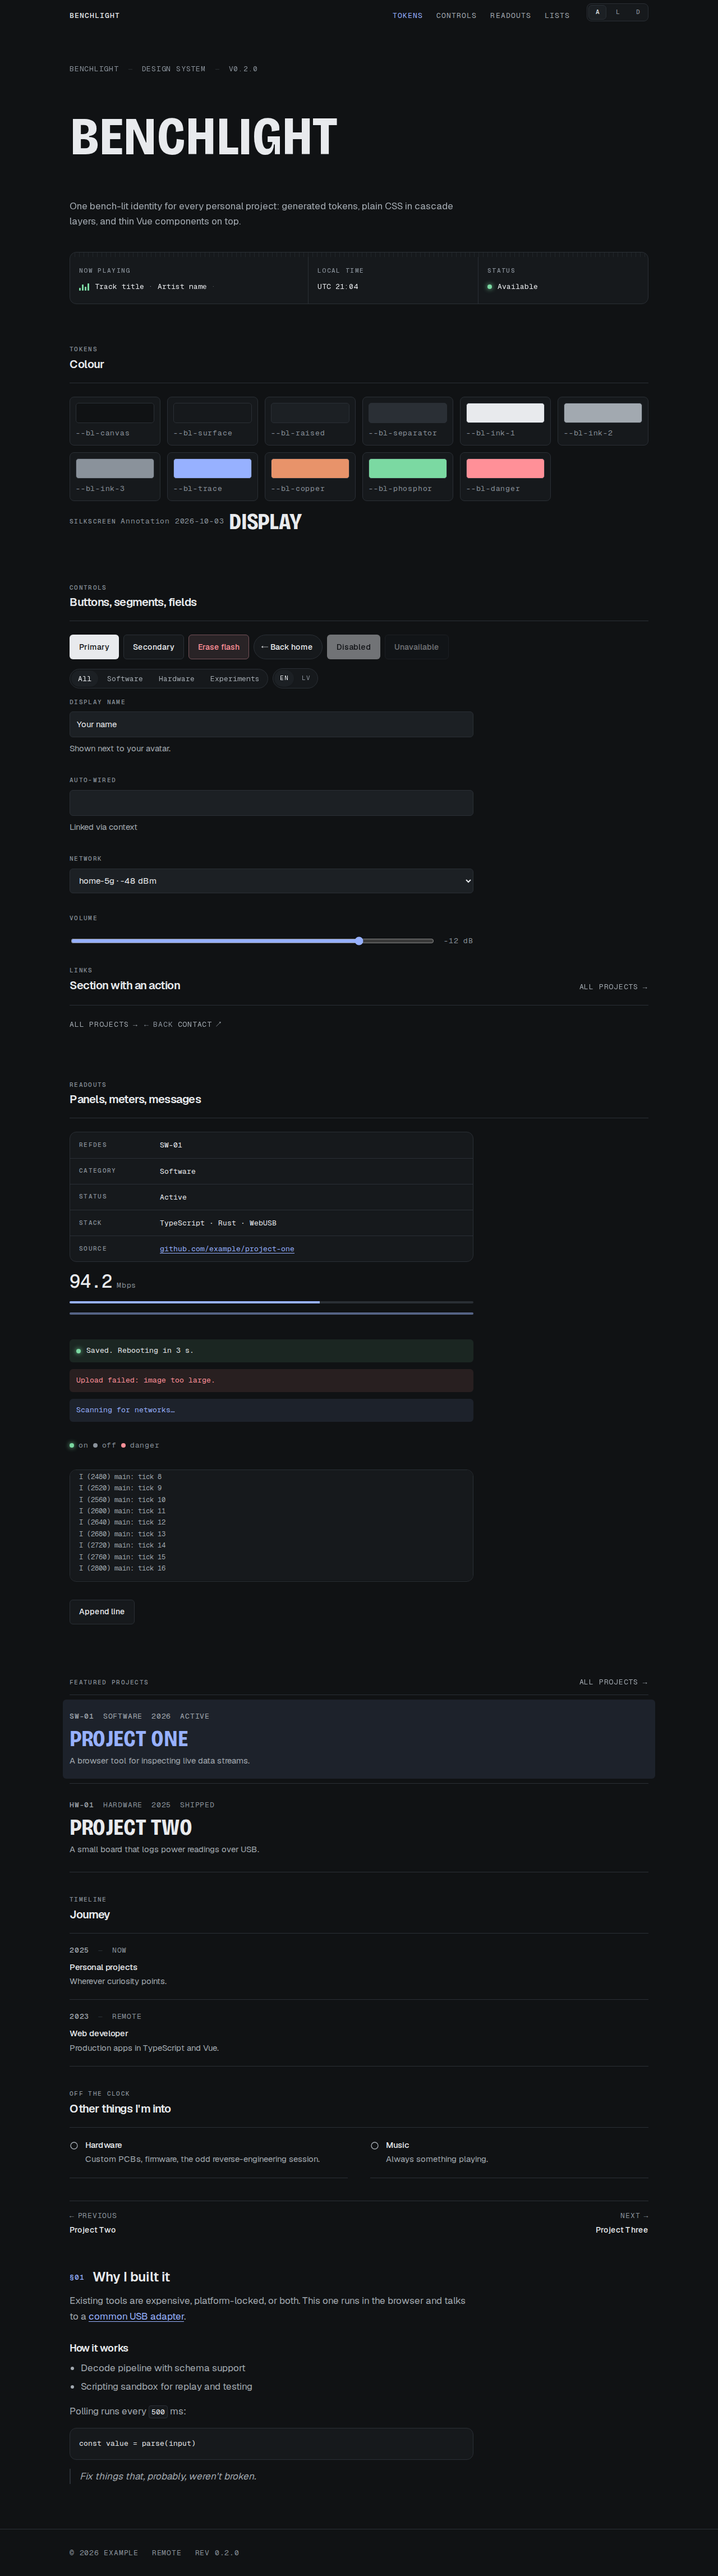 BENCHLIGHT
TOKENS CONTROLS READOUTS LISTS A L D
BENCHLIGHT — DESIGN SYSTEM — V0.2.0
BENCHLIGHT
One bench-lit identity for every personal project: generated tokens, plain CSS in cascade
layers, and thin Vue components on top.
NOW PLAYING
Track title · Artist name
LOCAL TIME
UTC 21:04
STATUS
Available
TOKENS
Colour
--bl-canvas
--bl-surface
--bl-raised
--bl-separator
--bl-ink-1
--bl-ink-2
--bl-ink-3
--bl-trace
--bl-copper
--bl-phosphor
--bl-danger
SILKSCREEN Annotation 2026-10-03 DISPLAY
CONTROLS
Buttons, segments, fields
Primary Secondary Erase flash ← Back home Disabled Unavailable
All Software Hardware Experiments EN LV
DISPLAY NAME
Your name
Shown next to your avatar.
AUTO-WIRED
Linked via context
NETWORK
home-5g · -48 dBm
VOLUME
-12 dB
LINKS
Section with an action
ALL PROJECTS →
ALL PROJECTS → ← BACK CONTACT ↗
READOUTS
Panels, meters, messages
REFDES SW-01
CATEGORY Software
STATUS Active
STACK TypeScript · Rust · WebUSB
SOURCE github.com/example/project-one
94.2 Mbps
Saved. Rebooting in 3 s.
Upload failed: image too large.
Scanning for networks…
on off danger
I (2480) main: tick 8
I (2520) main: tick 9
I (2560) main: tick 10
I (2600) main: tick 11
I (2640) main: tick 12
I (2680) main: tick 13
I (2720) main: tick 14
I (2760) main: tick 15
I (2800) main: tick 16
Append line
FEATURED PROJECTS
ALL PROJECTS →
SW-01 SOFTWARE 2026 ACTIVE
PROJECT ONE
A browser tool for inspecting live data streams.
HW-01 HARDWARE 2025 SHIPPED
PROJECT TWO
A small board that logs power readings over USB.
TIMELINE
Journey
2025 — NOW
Personal projects
Wherever curiosity points.
2023 — REMOTE
Web developer
Production apps in TypeScript and Vue.
OFF THE CLOCK
Other things I'm into
Hardware
Custom PCBs, firmware, the odd reverse-engineering session.
Music
Always something playing.
← PREVIOUS
Project Two
NEXT →
Project Three
§01 Why I built it
Existing tools are expensive, platform-locked, or both. This one runs in the browser and talks
to a common USB adapter.
How it works
• Decode pipeline with schema support
• Scripting sandbox for replay and testing
Polling runs every 500 ms:
const value = parse(input)
Fix things that, probably, weren't broken.
© 2026 EXAMPLE REMOTE REV 0.2.0